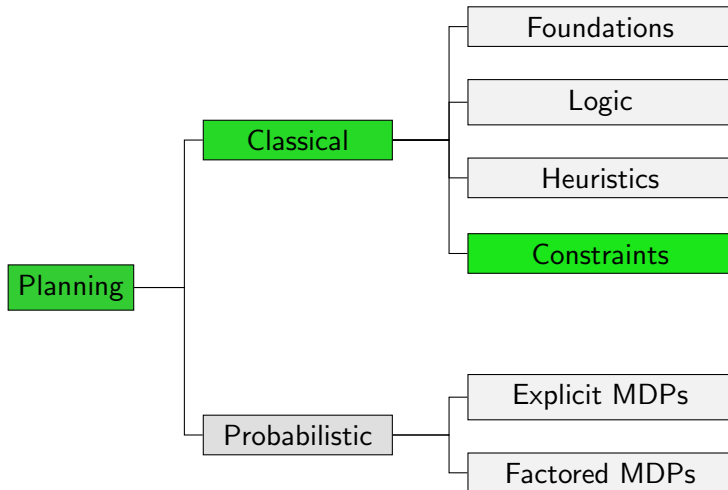 Planning
Classical
Foundations
Logic
Heuristics
Constraints
Probabilistic
Explicit MDPs
Factored MDPs